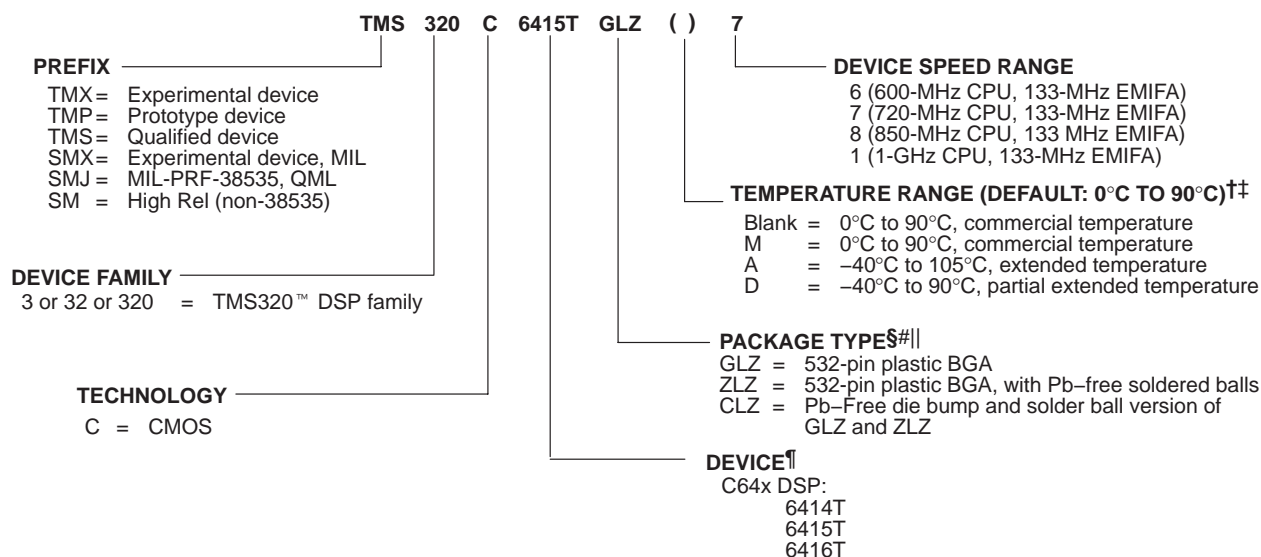 TMS 320 C 6415T GLZ ( ) 7
PREFIX
TMX= Experimental device
TMP= Prototype device
TMS= Qualified device
SMX= Experimental device, MIL
SMJ = MIL-PRF-38535, QML
SM = High Rel (non-38535)
DEVICE SPEED RANGE
6 (600-MHz CPU, 133-MHz EMIFA)
7 (720-MHz CPU, 133-MHz EMIFA)
8 (850-MHz CPU, 133 MHz EMIFA)
1 (1-GHz CPU, 133-MHz EMIFA)
TEMPERATURE RANGE (DEFAULT: 0°C TO 90°C)†‡
Blank = 0°C to 90°C, commercial temperature
M = 0°C to 90°C, commercial temperature
A = −40°C to 105°C, extended temperature
D = −40°C to 90°C, partial extended temperature
DEVICE FAMILY
3 or 32 or 320 = TMS320™ DSP family
PACKAGE TYPE§#||
GLZ = 532-pin plastic BGA
ZLZ = 532-pin plastic BGA, with Pb−free soldered balls
CLZ = Pb−Free die bump and solder ball version of
GLZ and ZLZ
TECHNOLOGY
C = CMOS
DEVICE¶
C64x DSP:
6414T
6415T
6416T